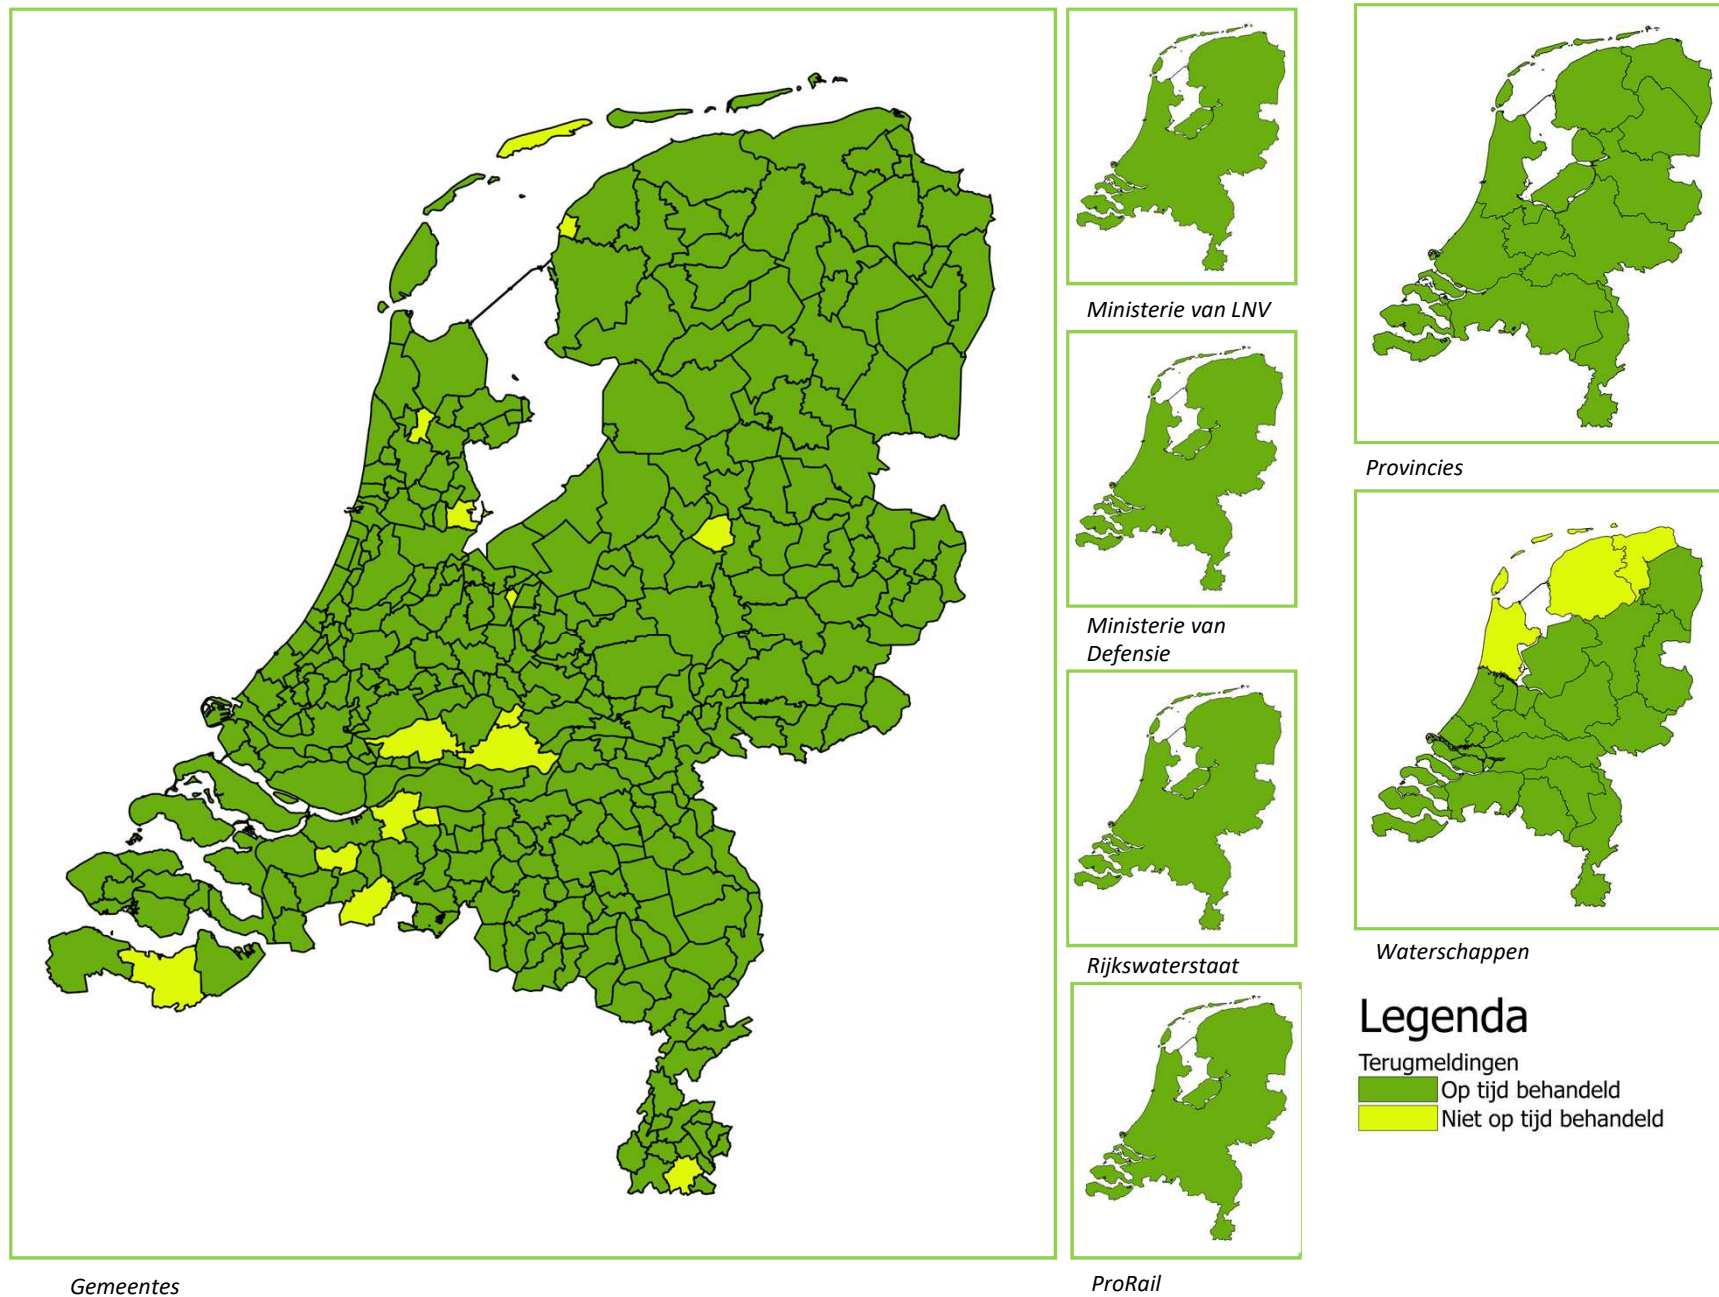 Gemeentes
Ministerie van LNV
Ministerie van
Defensie
Rijkswaterstaat
ProRail
Provincies
Waterschappen
Legenda
Terugmeldingen
Op tijd behandeld
Niet op tijd behandeld